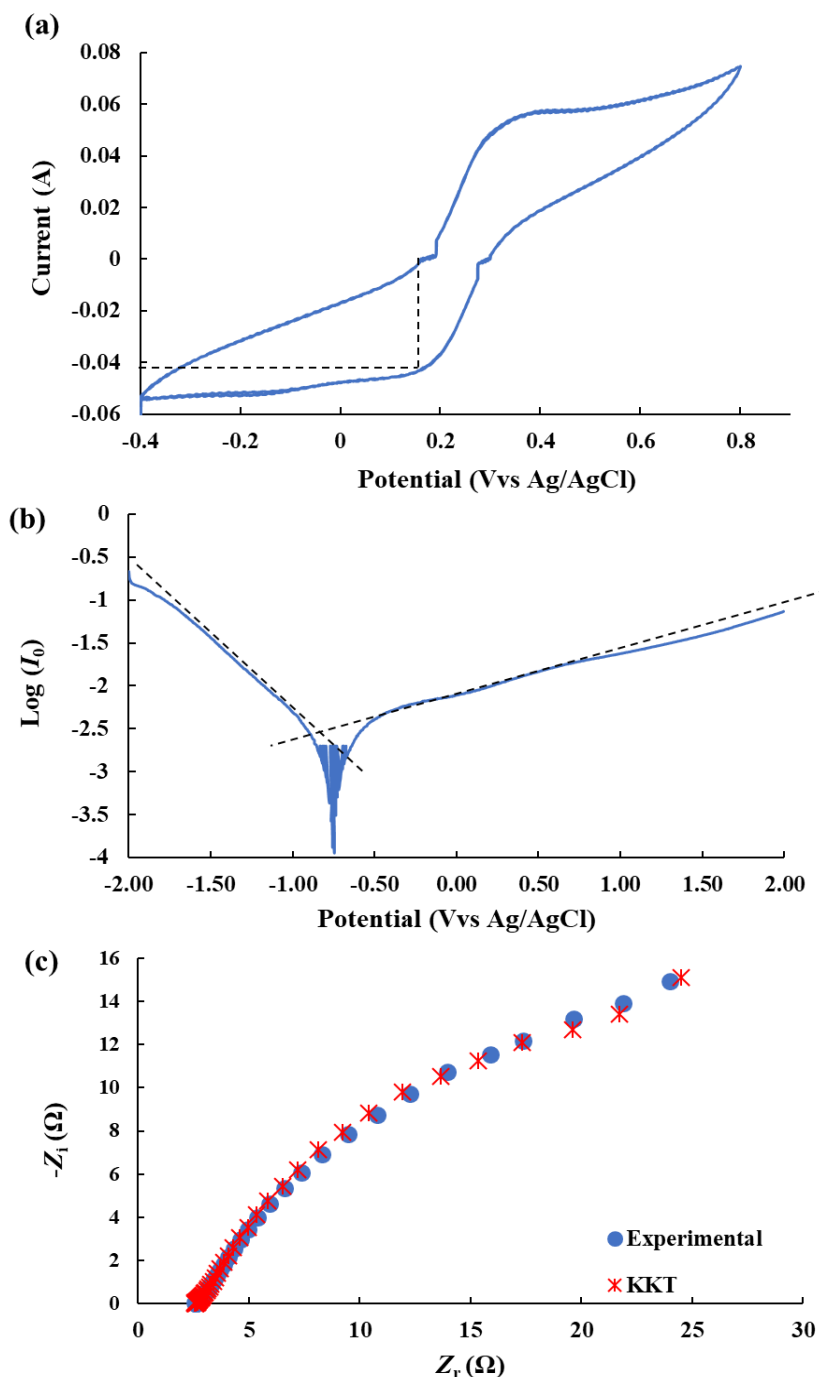 (a)
0.08
0.06
0.04
0.02
0
-0.02
-0.04
-0.06
Current (A)
-0.4 -0.2 0 0.2 0.4 0.6 0.8
Potential (Vvs Ag/AgCl)
(b)
0
-0.5
-1
-1.5
-2
-2.5
-3
-3.5
-4
Log (I0)
-2.00 -1.50 -1.00 -0.50 0.00 0.50 1.00 1.50 2.00
Potential (Vvs Ag/AgCl)
(c)
16
14
12
10
8
6
4
2
0
-Zi (Ω)
Experimental
KKT
0 5 10 15 20 25 30
Zr (Ω)